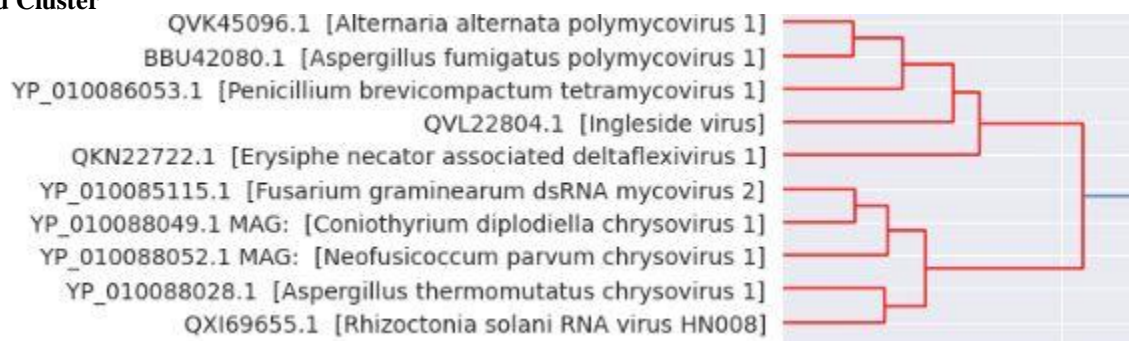 Cluster
QVK45096.1 [Alternaria alternata polymycovirus 1]
BBU42080.1 [Aspergillus fumigatus polymycovirus 1]
YP_010086053.1 [Penicillium brevicompactum tetramycovirus 1]
QVL22804.1 [Ingleside virus]
QKN22722.1 [Erysiphe necator associated deltaflexivirus 1]
YP_010085115.1 [Fusarium graminearum dsRNA mycovirus 2]
YP_010088049.1 MAG: [Coniothyrium diplodiella chrysovirus 1]
YP_010088052.1 MAG: [Neofusicoccum parvum chrysovirus 1]
YP_010088028.1 [Aspergillus thermomutatus chrysovirus 1]
QXI69655.1 [Rhizoctonia solani RNA virus HN008]